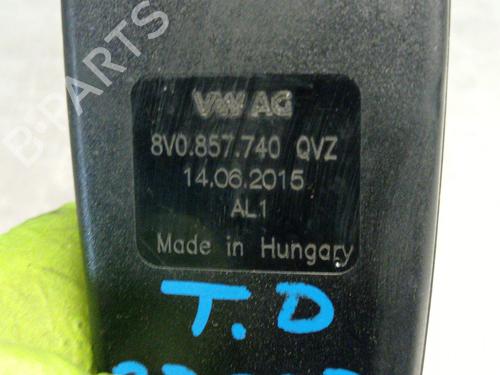 B-PARTS
VW AG
8V0.857.740 QVZ
14.06.2015
AL1
Made in Hungary
T.D